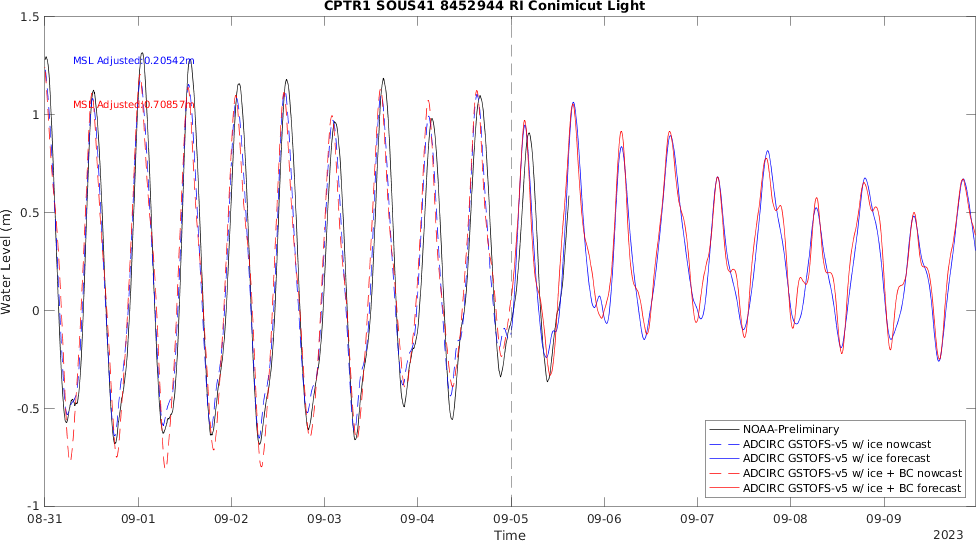 CPTR1 SOUS41 8452944 RI Conimicut Light
1.5
1
0.5
0
-0.5
-1
Water Level (m)
MSL Adjusted:0.20542m
MSL Adjusted:0.70857m
NOAA-Preliminary
ADCIRC GSTOFS-v5 w/ ice nowcast
ADCIRC GSTOFS-v5 w/ ice forecast
ADCIRC GSTOFS-v5 w/ ice + BC nowcast
ADCIRC GSTOFS-v5 w/ ice + BC forecast
08-31 09-01 09-02 09-03 09-04 09-05 09-06 09-07 09-08 09-09
Time
2023